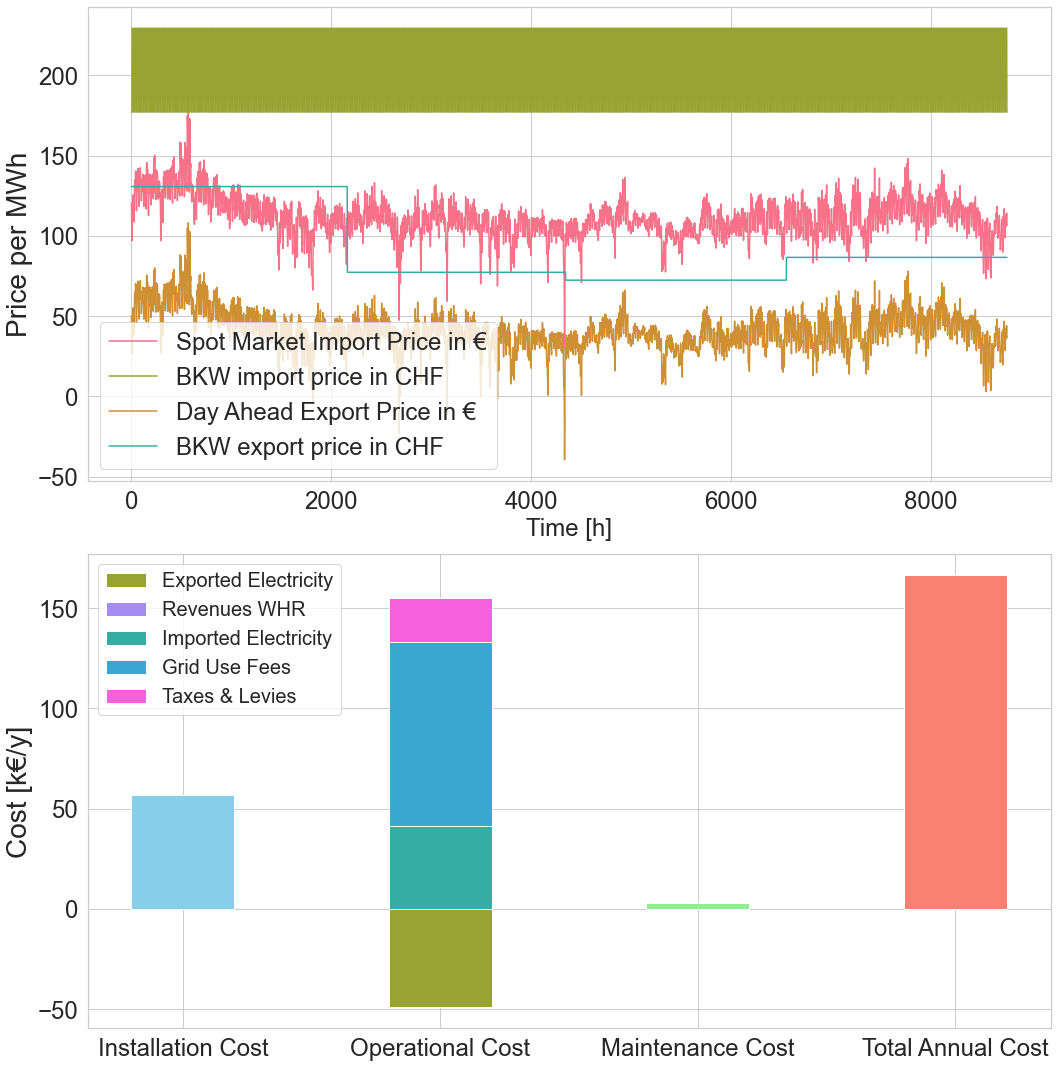 200
150
100
50
0
−50
Price per MWh
Spot Market Import Price in €
BKW import price in CHF
Day Ahead Export Price in €
BKW export price in CHF
0 2000 4000 6000 8000
Time [h]
150
100
50
0
−50
Cost [k€/y]
Exported Electricity
Revenues WHR
Imported Electricity
Grid Use Fees
Taxes & Levies
Installation Cost Operational Cost Maintenance Cost Total Annual Cost